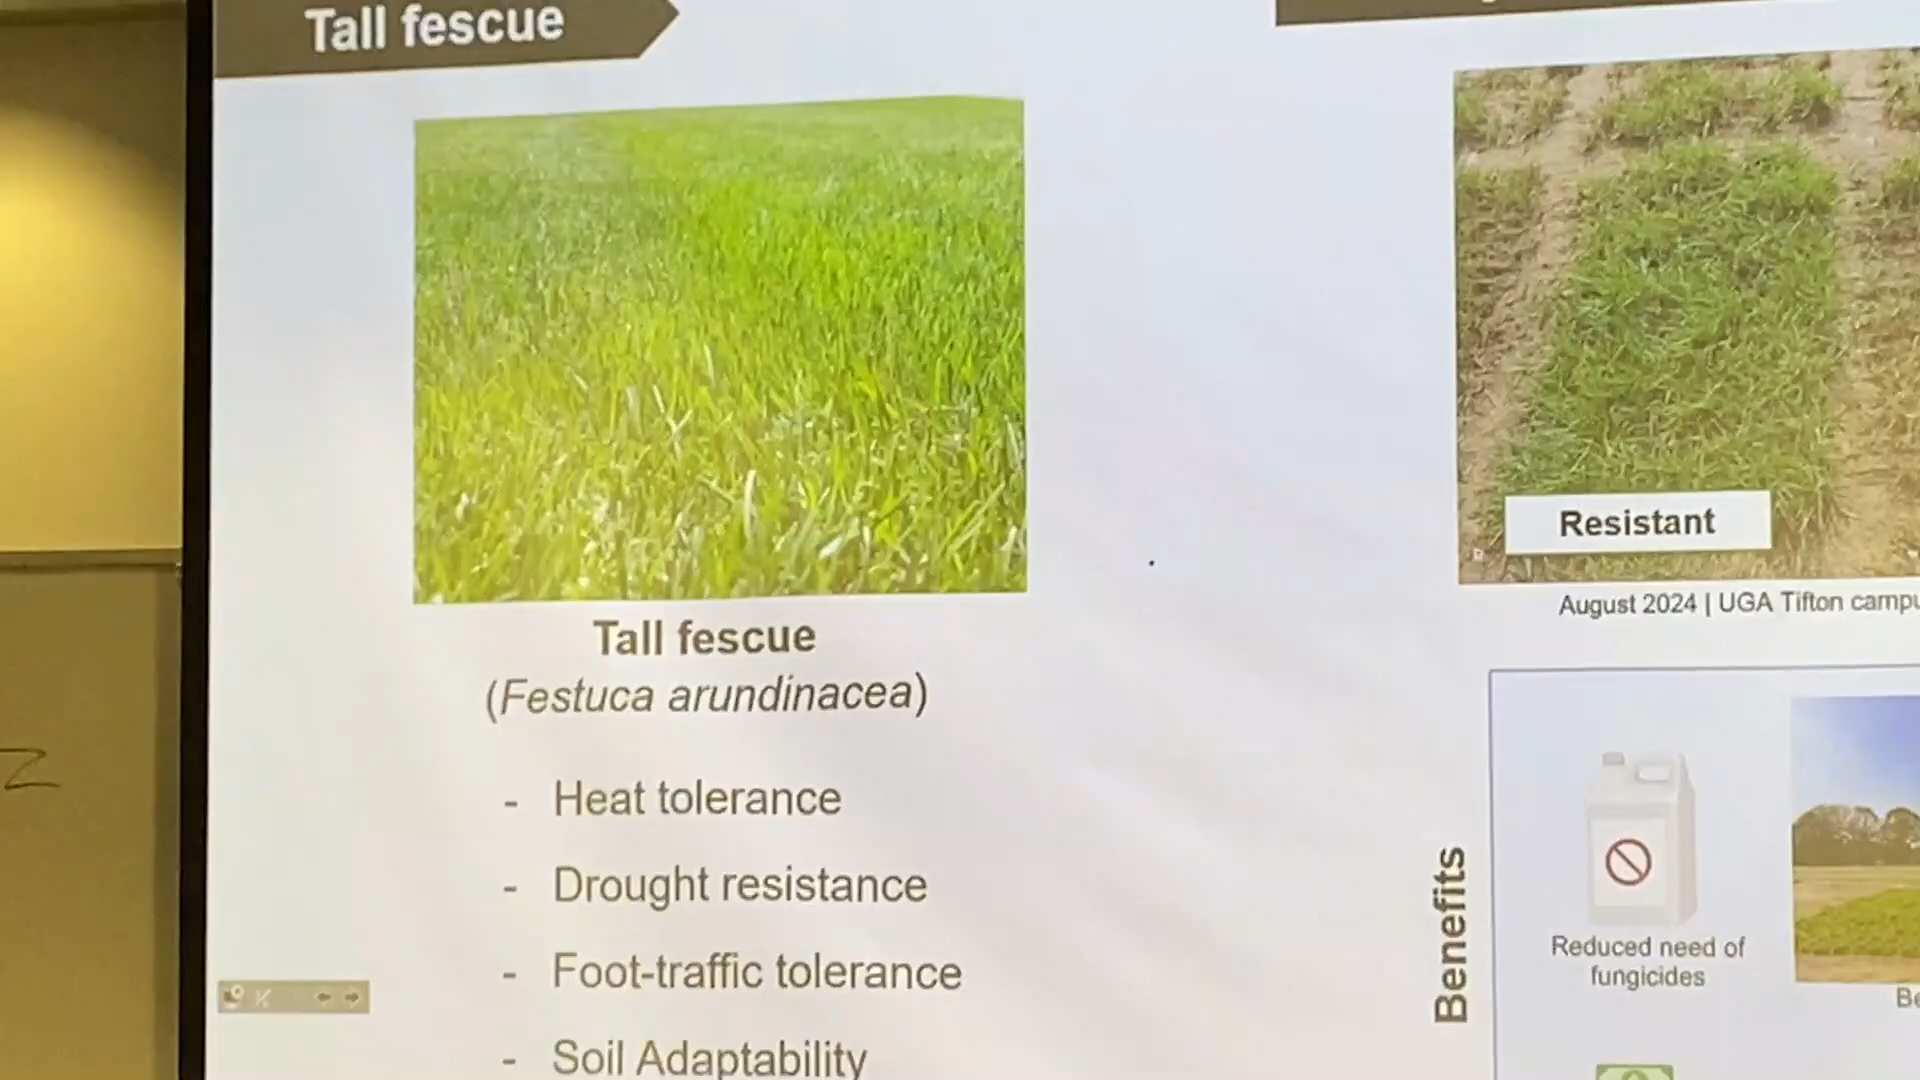 Tall fescue
Tall fescue
(Festuca arundinacea)
- Heat tolerance
- Drought resistance
- Foot-traffic tolerance
- Soil Adaptability
Resistant
August 2024 | UGA Tifton
Benefits
Reduced need of
fungicides